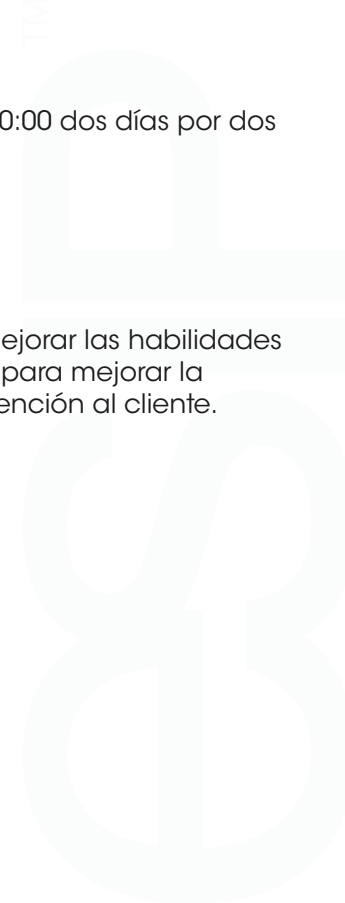 0:00 dos días por dos
ejorar las habilidades
para mejorar la
ención al cliente.